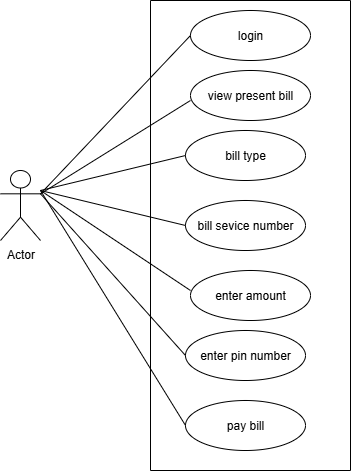 login
view present bill
bill type
bill sevice number
enter amount
enter pin number
pay bill
Actor